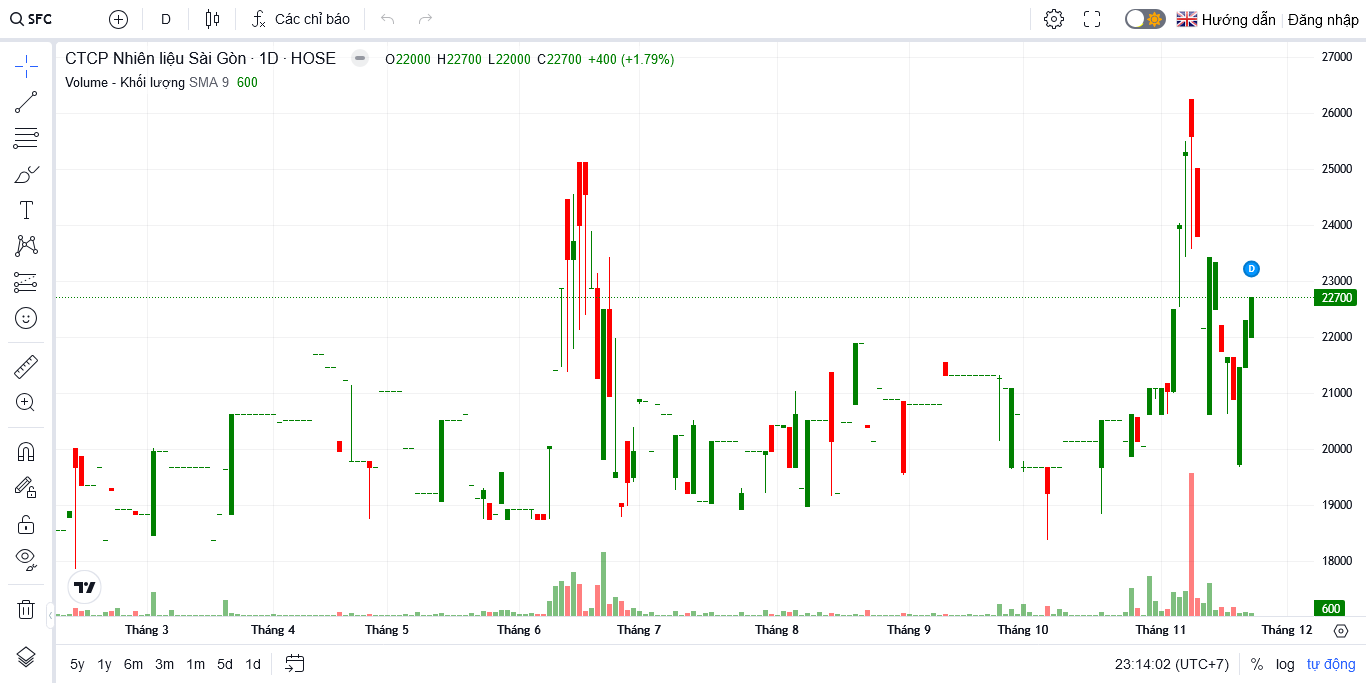 SFC D Các chỉ báo Hướng dẫn Đăng nhập
CTCP Nhiên liệu Sài Gòn · 1D · HOSE O22000 H22700 L22000 C22700 +400 (+1.79%)
Volume - Khối lượng SMA 9 600
27000
26000
25000
24000
23000
D
22700
22000
21000
20000
19000
18000
600
Tháng 3 Tháng 4 Tháng 5 Tháng 6 Tháng 7 Tháng 8 Tháng 9 Tháng 10 Tháng 11 Tháng 12
5y 1y 6m 3m 1m 5d 1d 23:14:02 (UTC+7) % log tự động